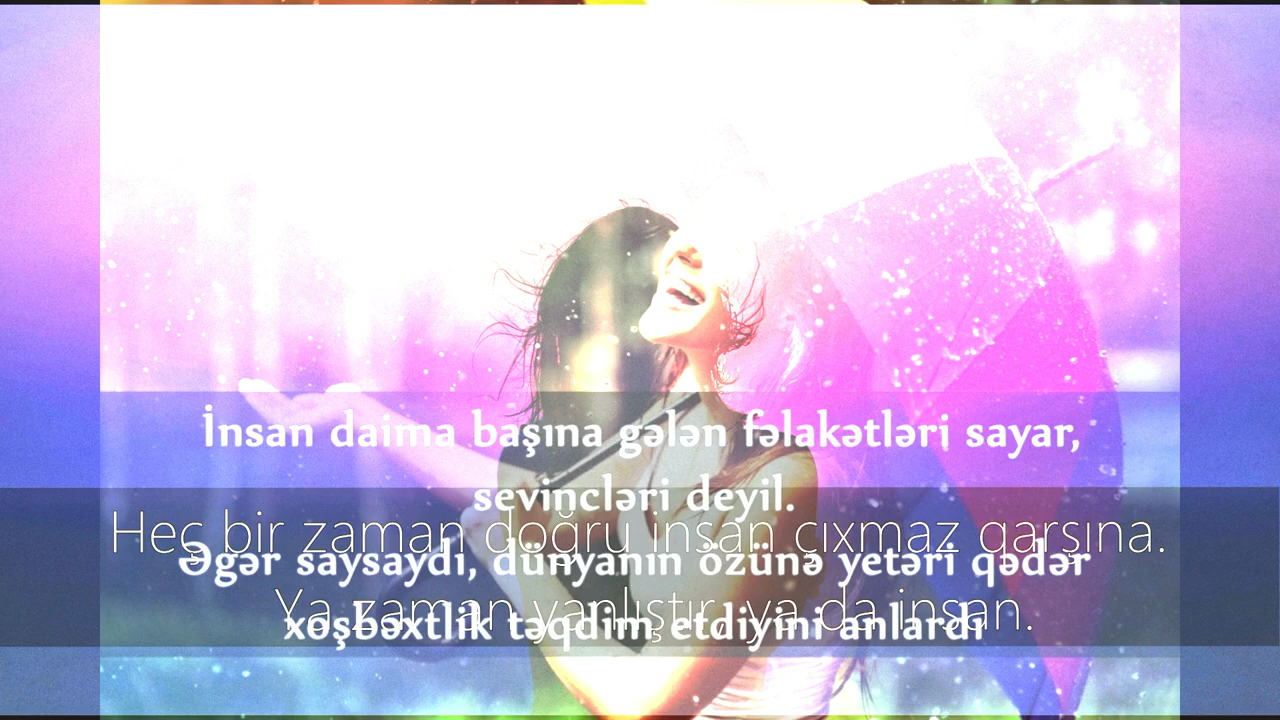 İnsan daima başına gələn fəlakətləri sayar,
sevincləri deyil.
Heç bir zaman doğru insan çıxmaz qarşına.
Əgər saysaydı, dünyanın özünə yetəri qədər
Ya zaman yanlıştır, ya da insan.
xoşbəxtlik təqdim etdiyini anlardı